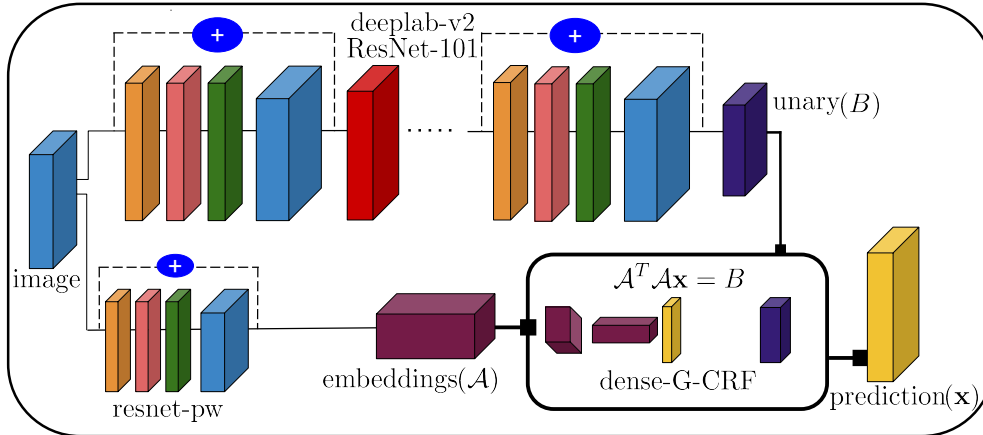 deeplab-v2
ResNet-101
+
+
unary(B)
image
+
𝒜ᵀ𝒜𝐱 = B
embeddings(𝒜)
dense-G-CRF
resnet-pw
prediction(𝐱)